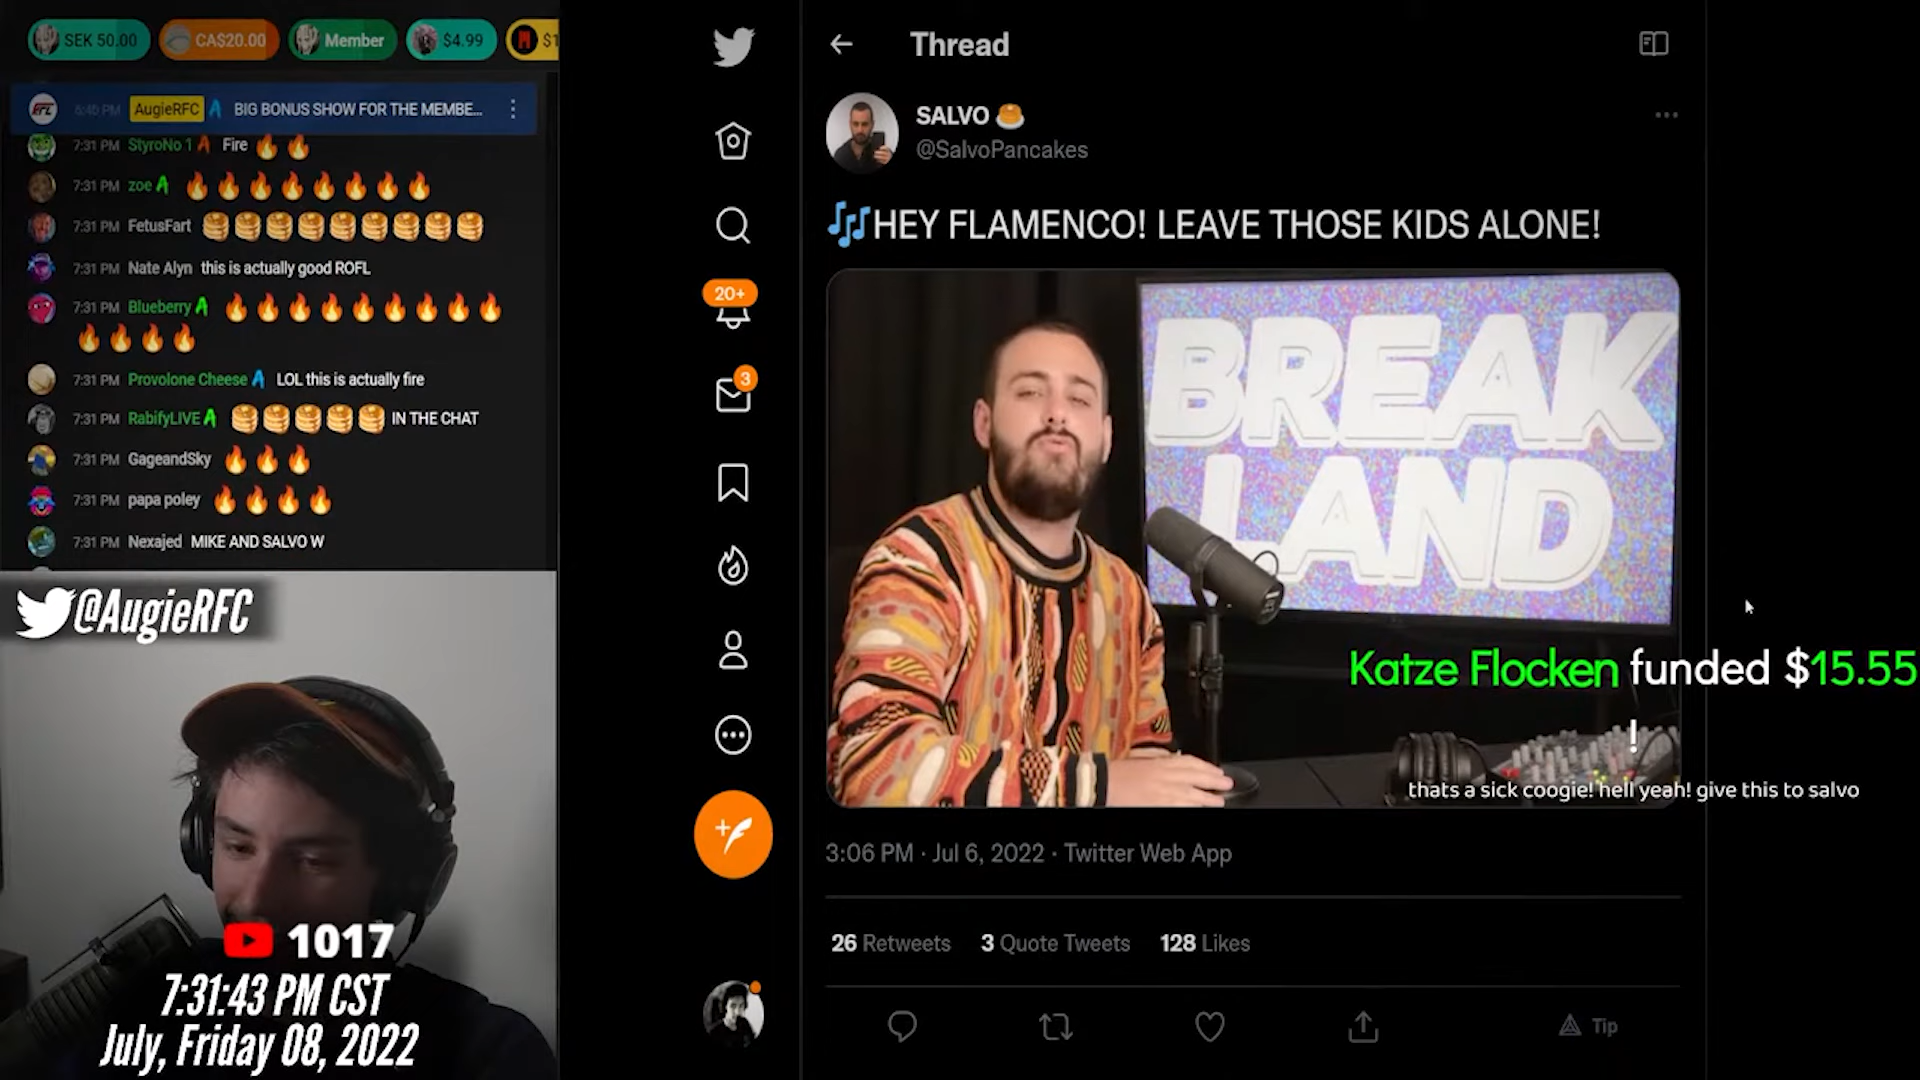 SEK 50.00
CA$20.00
Member
$4.99
$1
6:40 PM AugieRFC BIG BONUS SHOW FOR THE MEMBE...
7:31 PM StyroNo 1 Fire 🔥🔥
7:31 PM zoe 🔥🔥🔥🔥🔥🔥🔥🔥
7:31 PM FetusFart 🥞🥞🥞🥞🥞🥞🥞🥞🥞
7:31 PM Nate Alyn this is actually good ROFL
7:31 PM Blueberry 🔥🔥🔥🔥🔥🔥🔥🔥🔥
🔥🔥🔥🔥
7:31 PM Provolone Cheese LOL this is actually fire
7:31 PM RabifyLIVE 🥞🥞🥞🥞🥞 IN THE CHAT
7:31 PM GageandSky 🔥🔥🔥
7:31 PM papa poley 🔥🔥🔥🔥
7:31 PM Nexajed MIKE AND SALVO W
@AugieRFC
1017
7:31:43 PM CST
July, Friday 08, 2022
20+
3
Thread
SALVO 🥞
@SalvoPancakes
🎶HEY FLAMENCO! LEAVE THOSE KIDS ALONE!
BREAK
LAND
Katze Flocken funded $15.55
!
thats a sick coogie! hell yeah! give this to salvo
3:06 PM · Jul 6, 2022 · Twitter Web App
26 Retweets 3 Quote Tweets 128 Likes
Tip